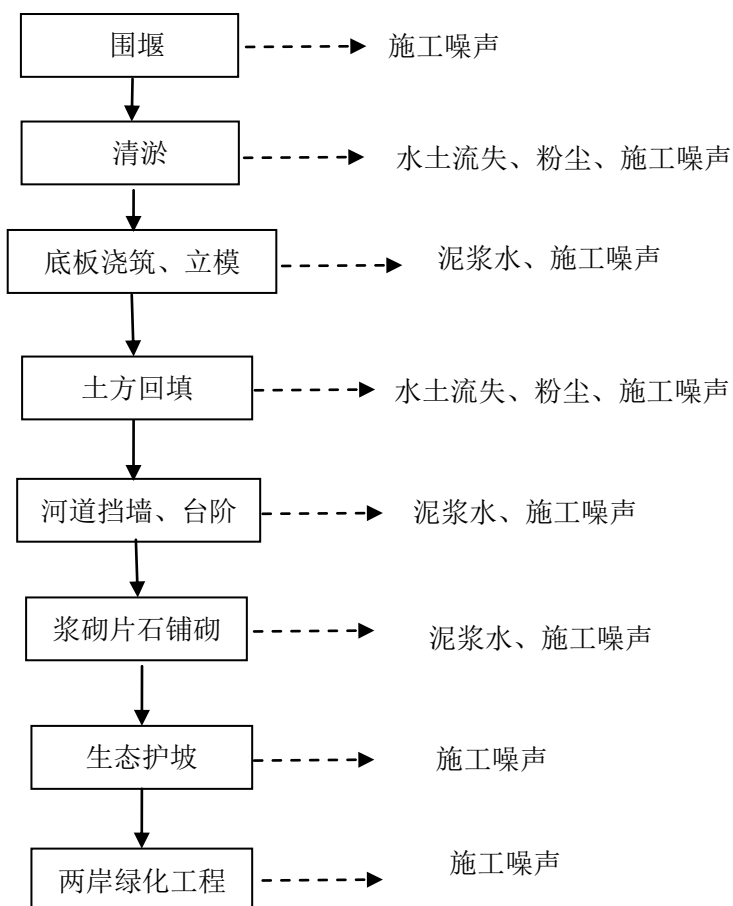 围堰
施工噪声
清淤
水土流失、粉尘、施工噪声
底板浇筑、立模
泥浆水、施工噪声
土方回填
水土流失、粉尘、施工噪声
河道挡墙、台阶
泥浆水、施工噪声
浆砌片石铺砌
泥浆水、施工噪声
生态护坡
施工噪声
两岸绿化工程
施工噪声